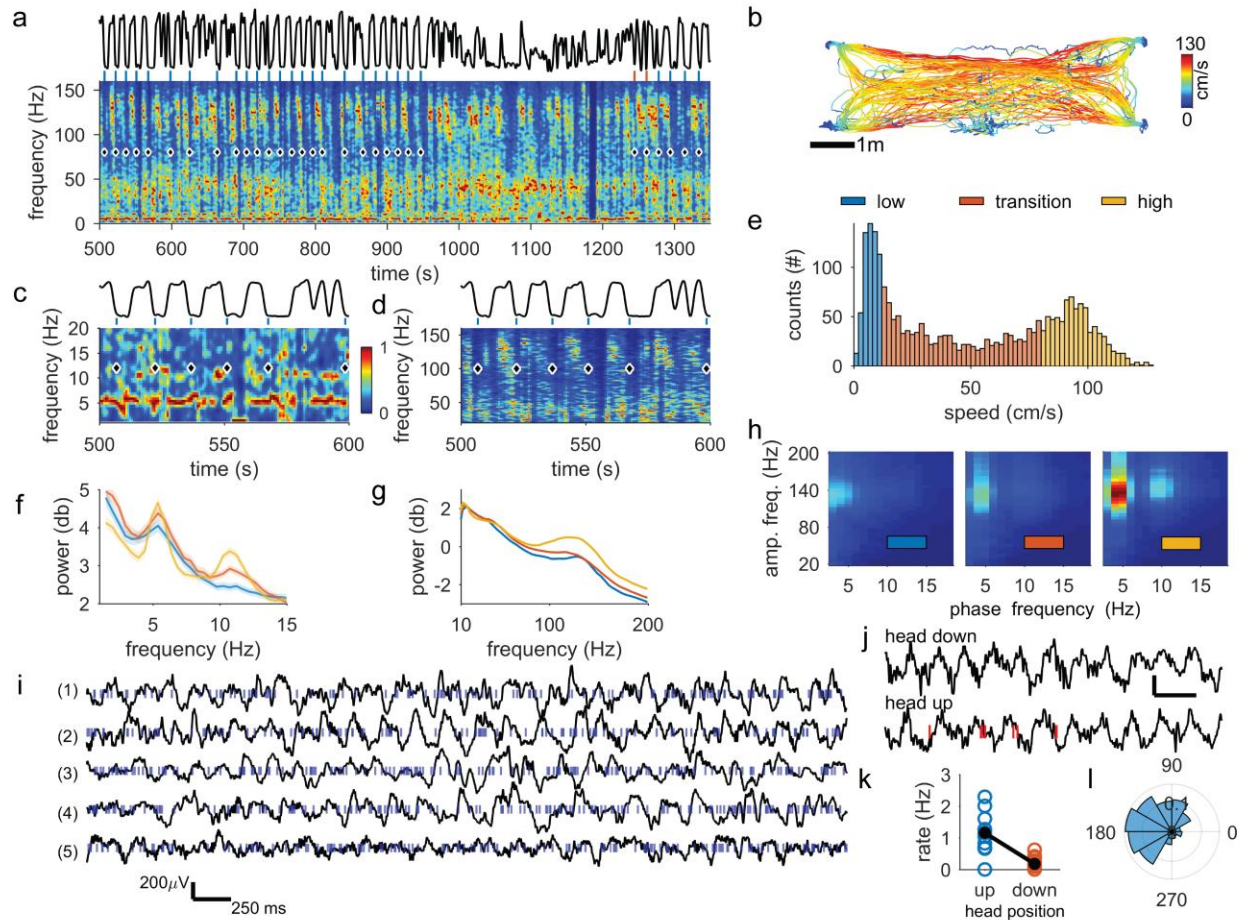 a
150
100
50
0
frequency (Hz)
500 600 700 800 900 1000 1100 1200 1300
time (s)
b
130
cm/s
0
1m
low transition high
c
20
15
10
5
frequency (Hz)
1
0
500 550 600
time (s)
d
150
100
50
frequency (Hz)
500 550 600
time (s)
e
100
50
0
counts (#)
0 50 100
speed (cm/s)
f
5
4
3
2
power (db)
5 10 15
frequency (Hz)
g
2
0
-2
power (db)
10 100 200
frequency (Hz)
h
200
140
80
20
amp. freq. (Hz)
5 10 15 5 10 15 5 10 15
phase frequency (Hz)
i
(1)
(2)
(3)
(4)
(5)
200μV
250 ms
j
head down
head up
k
3
2
1
0
rate (Hz)
up down
head position
l
90
0.4
180 0
270